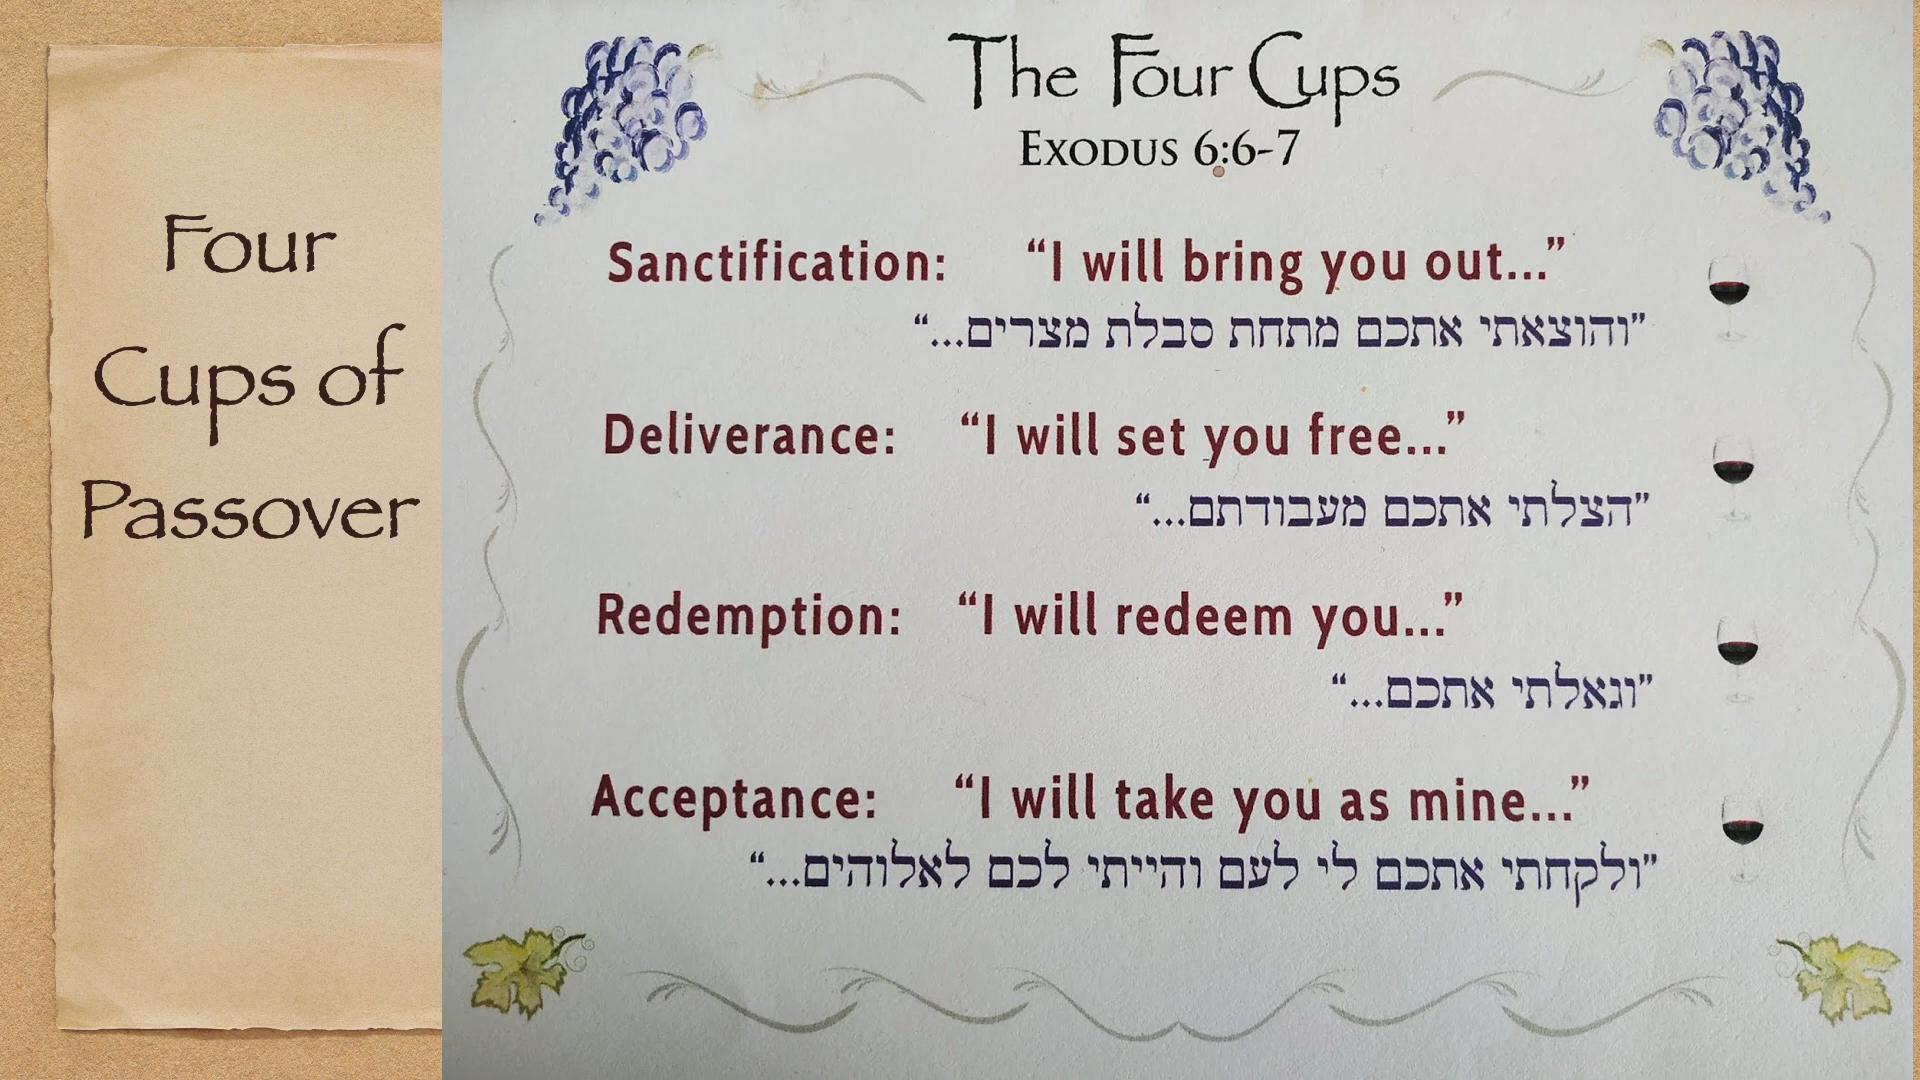 Four
Cups of
Passover
The Four Cups
Exodus 6:6-7
Sanctification: “I will bring you out...”
”והוצאתי אתכם מתחת סבלת מצרים...“
Deliverance: “I will set you free...”
”הצלתי אתכם מעבודתם...“
Redemption: “I will redeem you...”
”וגאלתי אתכם...“
Acceptance: “I will take you as mine...”
”ולקחתי אתכם לי לעם והייתי לכם לאלוהים...“